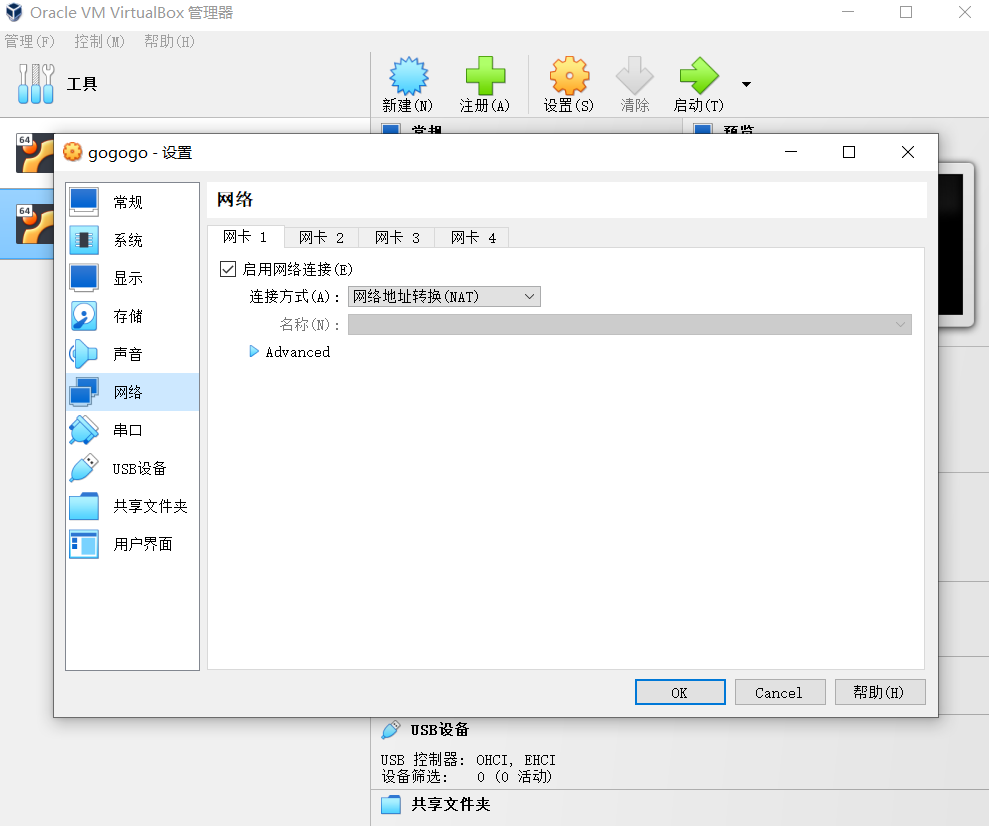 Oracle VM VirtualBox 管理器
管理(F) 控制(M) 帮助(H)
工具
新建(N) 注册(A) 设置(S) 清除 启动(T)
64
常规 预览
gogogo - 设置
64
常规
系统
显示
存储
声音
网络
串口
USB设备
共享文件夹
用户界面
网络
网卡 1 网卡 2 网卡 3 网卡 4
启用网络连接(E)
连接方式(A): 网络地址转换(NAT)
名称(N):
Advanced
OK Cancel 帮助(H)
USB设备
USB 控制器: OHCI, EHCI
设备筛选: 0 (0 活动)
共享文件夹